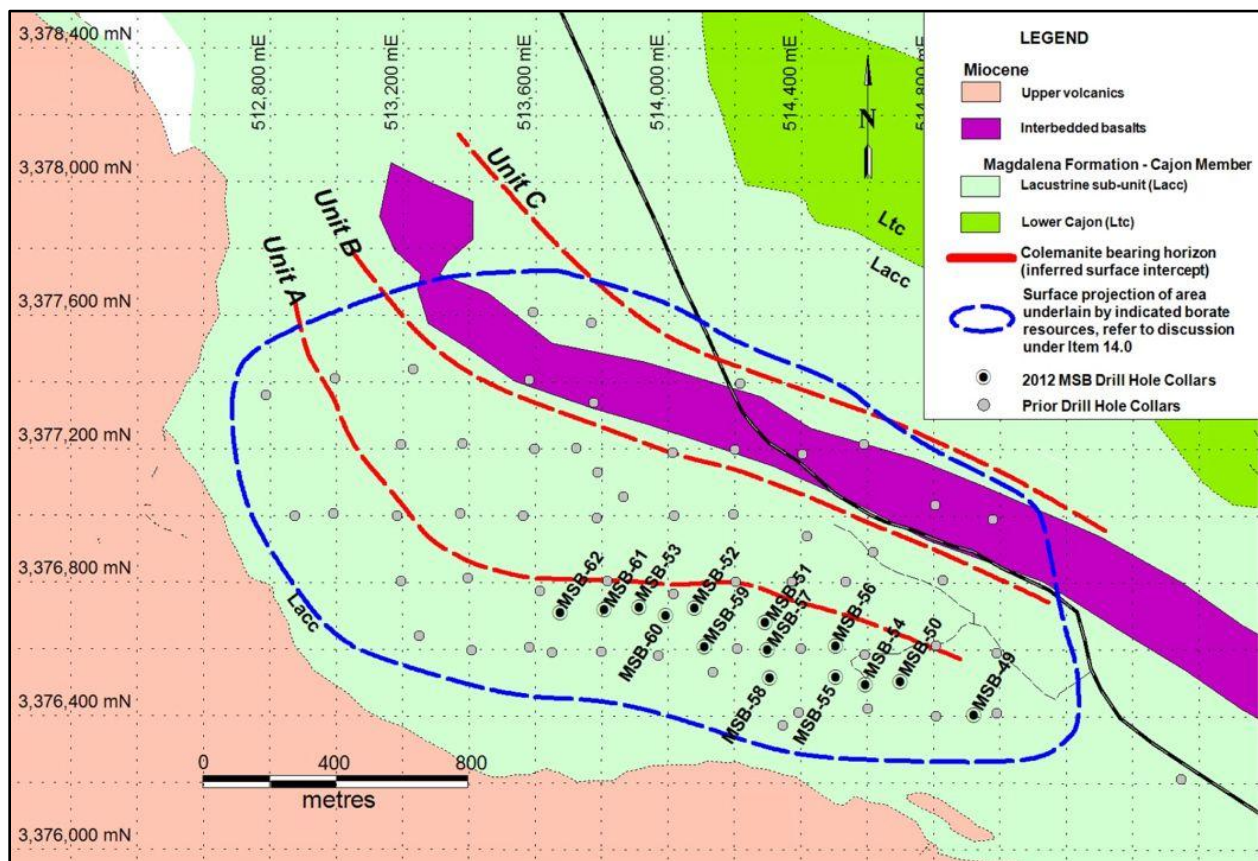 3,378,400 mN
3,378,000 mN
3,377,600 mN
3,377,200 mN
3,376,800 mN
3,376,400 mN
3,376,000 mN
512,800 mE
513,200 mE
513,600 mE
514,000 mE
514,400 mE
514,800 mE
N
Unit C
Unit B
Unit A
Ltc
Lacc
Lacc
MSB-62
MSB-61
MSB-53
MSB-52
MSB-59
MSB-51
MSB-57
MSB-56
MSB-54
MSB-50
MSB-49
MSB-60
MSB-58
MSB-55
0 400 800
metres
LEGEND
Miocene
Upper volcanics
Interbedded basalts
Magdalena Formation - Cajon Member
Lacustrine sub-unit (Lacc)
Lower Cajon (Ltc)
Colemanite bearing horizon
(inferred surface intercept)
Surface projection of area
underlain by indicated borate
resources, refer to discussion
under Item 14.0
2012 MSB Drill Hole Collars
Prior Drill Hole Collars